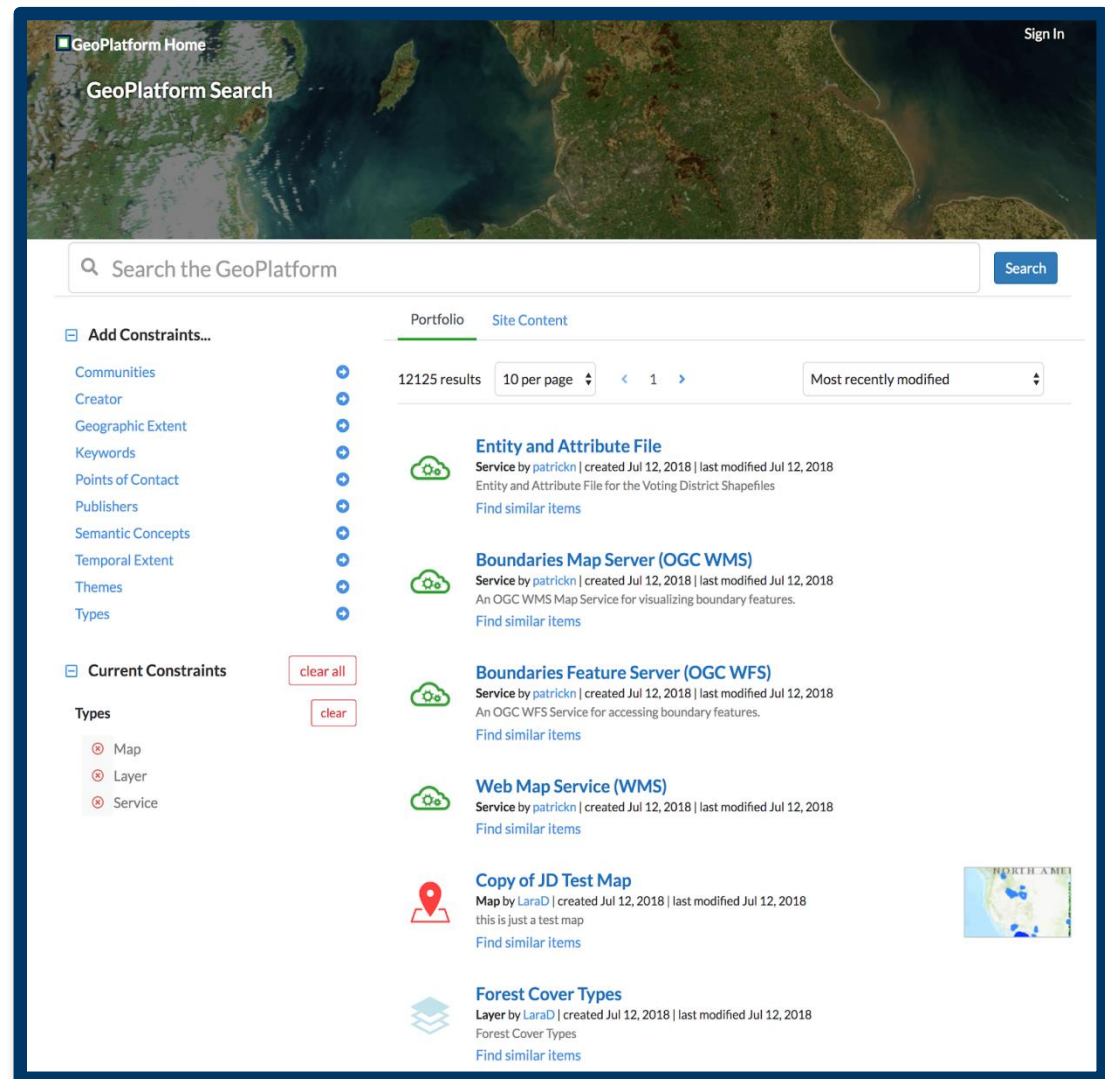 GeoPlatform Home
Sign In
GeoPlatform Search
Search the GeoPlatform
Search
Add Constraints...
Communities
Creator
Geographic Extent
Keywords
Points of Contact
Publishers
Semantic Concepts
Temporal Extent
Themes
Types
Current Constraints
clear all
Types
clear
Map
Layer
Service
Portfolio
Site Content
12125 results
10 per page
1
Most recently modified
Entity and Attribute File
Service by patrickn | created Jul 12, 2018 | last modified Jul 12, 2018
Entity and Attribute File for the Voting District Shapefiles
Find similar items
Boundaries Map Server (OGC WMS)
Service by patrickn | created Jul 12, 2018 | last modified Jul 12, 2018
An OGC WMS Map Service for visualizing boundary features.
Find similar items
Boundaries Feature Server (OGC WFS)
Service by patrickn | created Jul 12, 2018 | last modified Jul 12, 2018
An OGC WFS Service for accessing boundary features.
Find similar items
Web Map Service (WMS)
Service by patrickn | created Jul 12, 2018 | last modified Jul 12, 2018
Find similar items
Copy of JD Test Map
Map by LaraD | created Jul 12, 2018 | last modified Jul 12, 2018
this is just a test map
Find similar items
NORTH AMEI
Forest Cover Types
Layer by LaraD | created Jul 12, 2018 | last modified Jul 12, 2018
Forest Cover Types
Find similar items